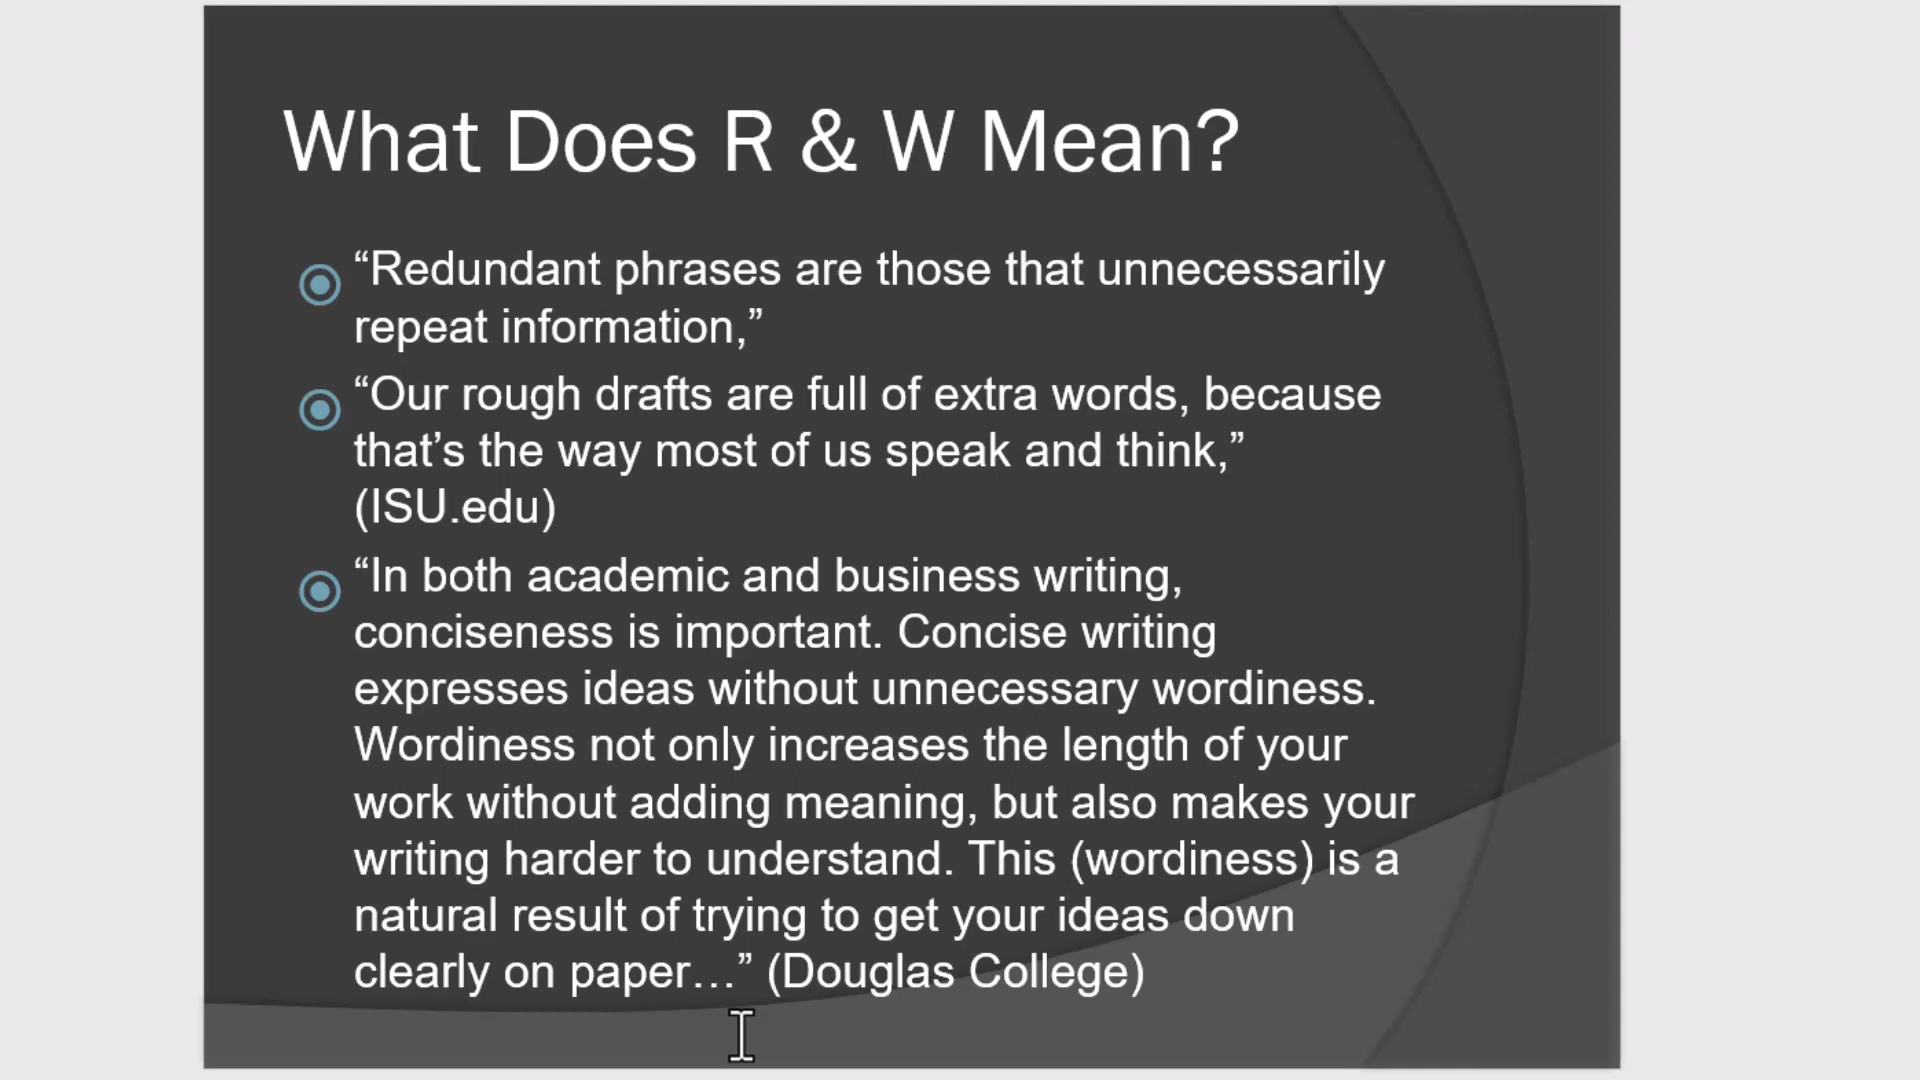 What Does R & W Mean?
“Redundant phrases are those that unnecessarily
repeat information,”
“Our rough drafts are full of extra words, because
that’s the way most of us speak and think,”
(ISU.edu)
“In both academic and business writing,
conciseness is important. Concise writing
expresses ideas without unnecessary wordiness.
Wordiness not only increases the length of your
work without adding meaning, but also makes your
writing harder to understand. This (wordiness) is a
natural result of trying to get your ideas down
clearly on paper…” (Douglas College)